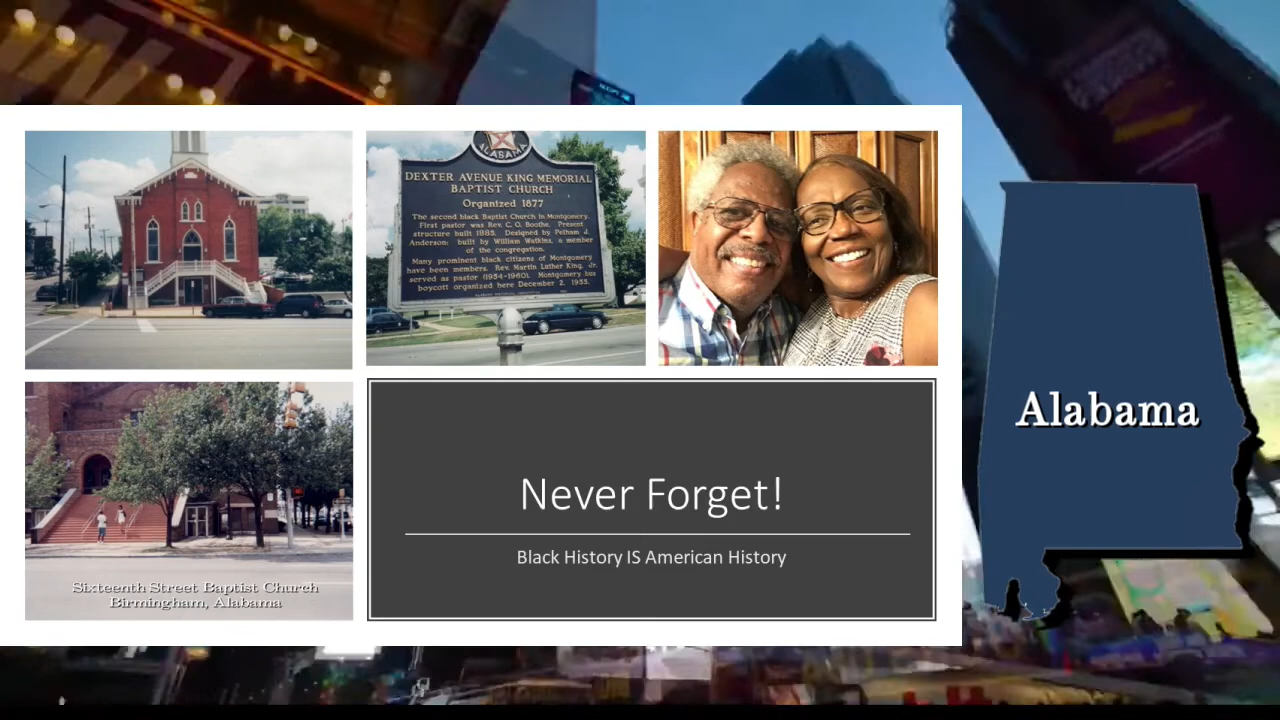 ALABAMA
DEXTER AVENUE KING MEMORIAL
BAPTIST CHURCH
Organized 1877
The second black Baptist Church in Montgomery.
First pastor was Rev. C. O. Boothe. Present
structure built 1885. Designed by Pelham J.
Anderson; built by William Watkins, a member
of the congregation.
Many prominent black citizens of Montgomery
have been members. Rev. Martin Luther King, Jr.
served as pastor (1954-1960). Montgomery bus
boycott organized here December 2, 1955.
Sixteenth Street Baptist Church
Birmingham, Alabama
Never Forget!
Black History IS American History
Alabama